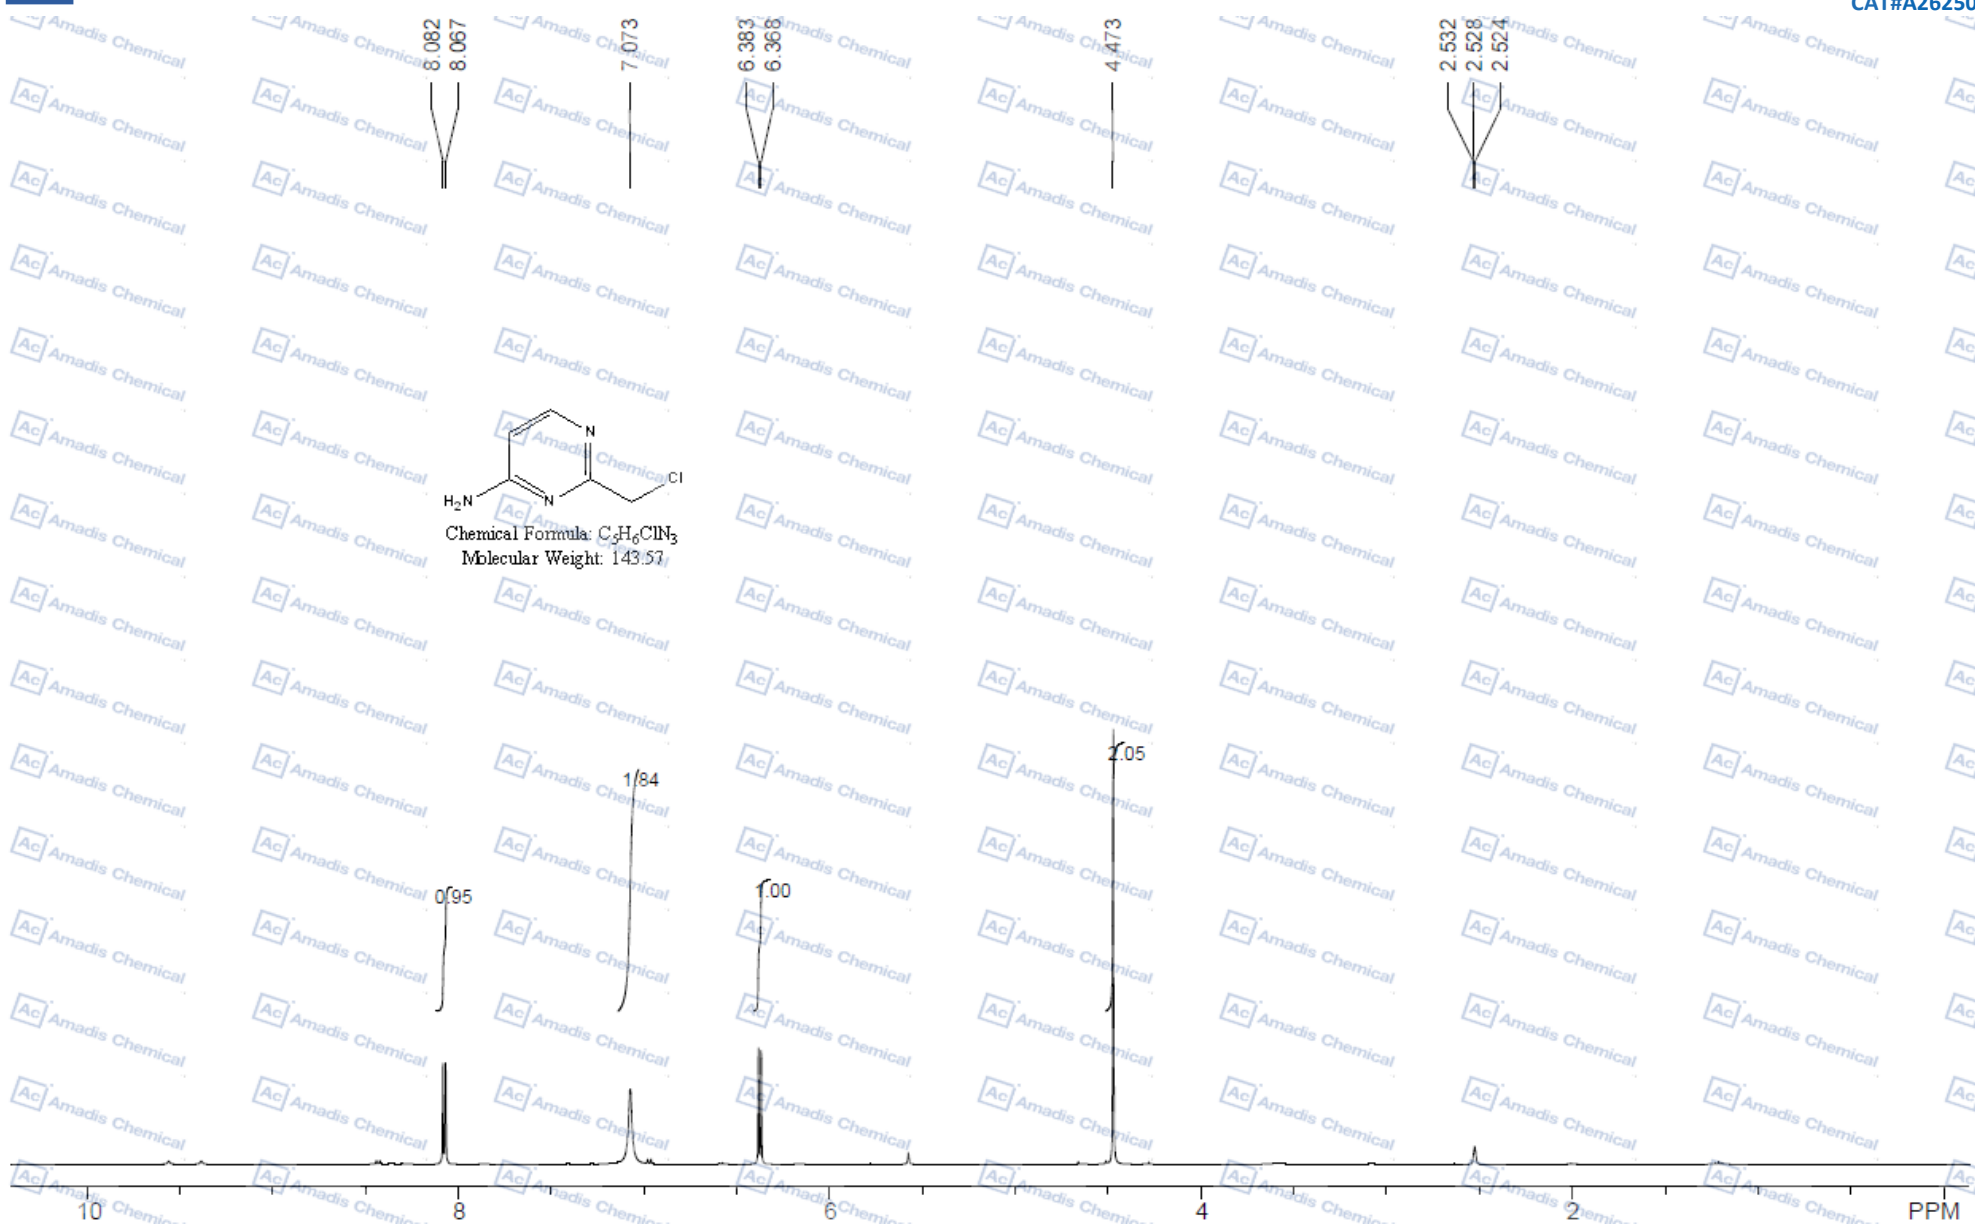 CAT#A26250
8.082
8.067
7.073
6.383
6.368
4.473
2.532
2.528
2.524
N
Cl
H2N
N
Chemical Formula: C5H6ClN3
Molecular Weight: 143.57
2.05
1.84
0.95
1.00
10 8 6 4 2 PPM
Ac Amadis Chemical